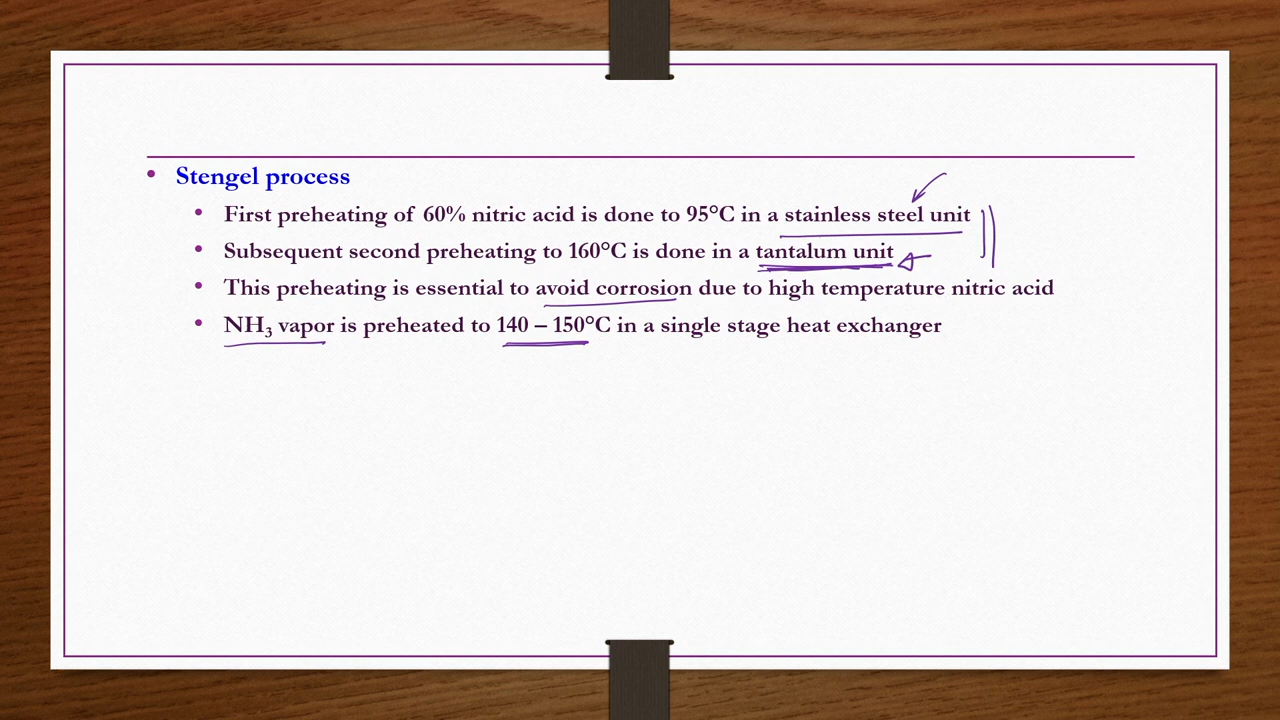 • Stengel process
• First preheating of 60% nitric acid is done to 95°C in a stainless steel unit
• Subsequent second preheating to 160°C is done in a tantalum unit
• This preheating is essential to avoid corrosion due to high temperature nitric acid
• NH₃ vapor is preheated to 140 – 150°C in a single stage heat exchanger